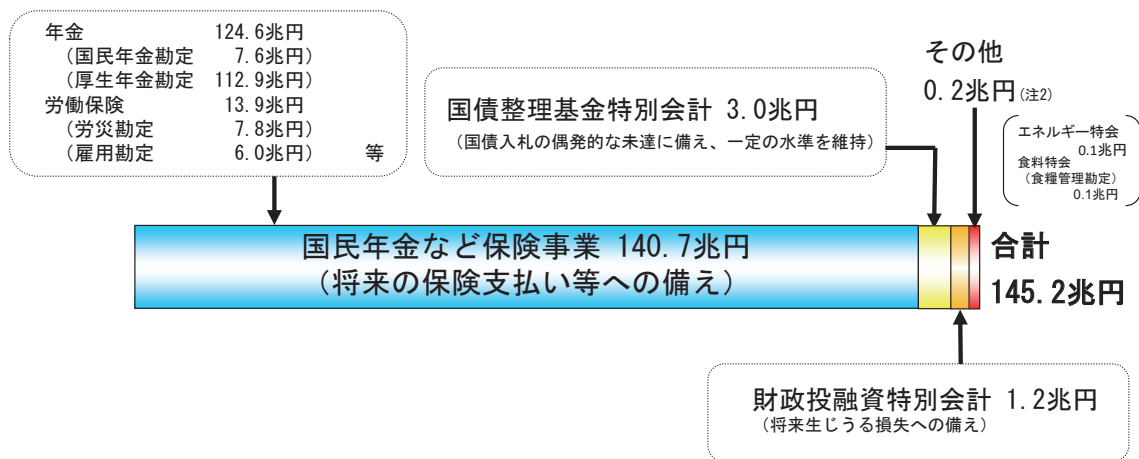 年金 124.6兆円
（国民年金勘定 7.6兆円）
（厚生年金勘定 112.9兆円）
労働保険 13.9兆円
（労災勘定 7.8兆円）
（雇用勘定 6.0兆円） 等
国債整理基金特別会計 3.0兆円
（国債入札の偶発的な未達に備え、一定の水準を維持）
その他
0.2兆円(注2)
エネルギー特会
0.1兆円
食料特会
（食糧管理勘定）
0.1兆円
国民年金など保険事業 140.7兆円
（将来の保険支払い等への備え）
合計
145.2兆円
財政投融資特別会計 1.2兆円
（将来生じうる損失への備え）